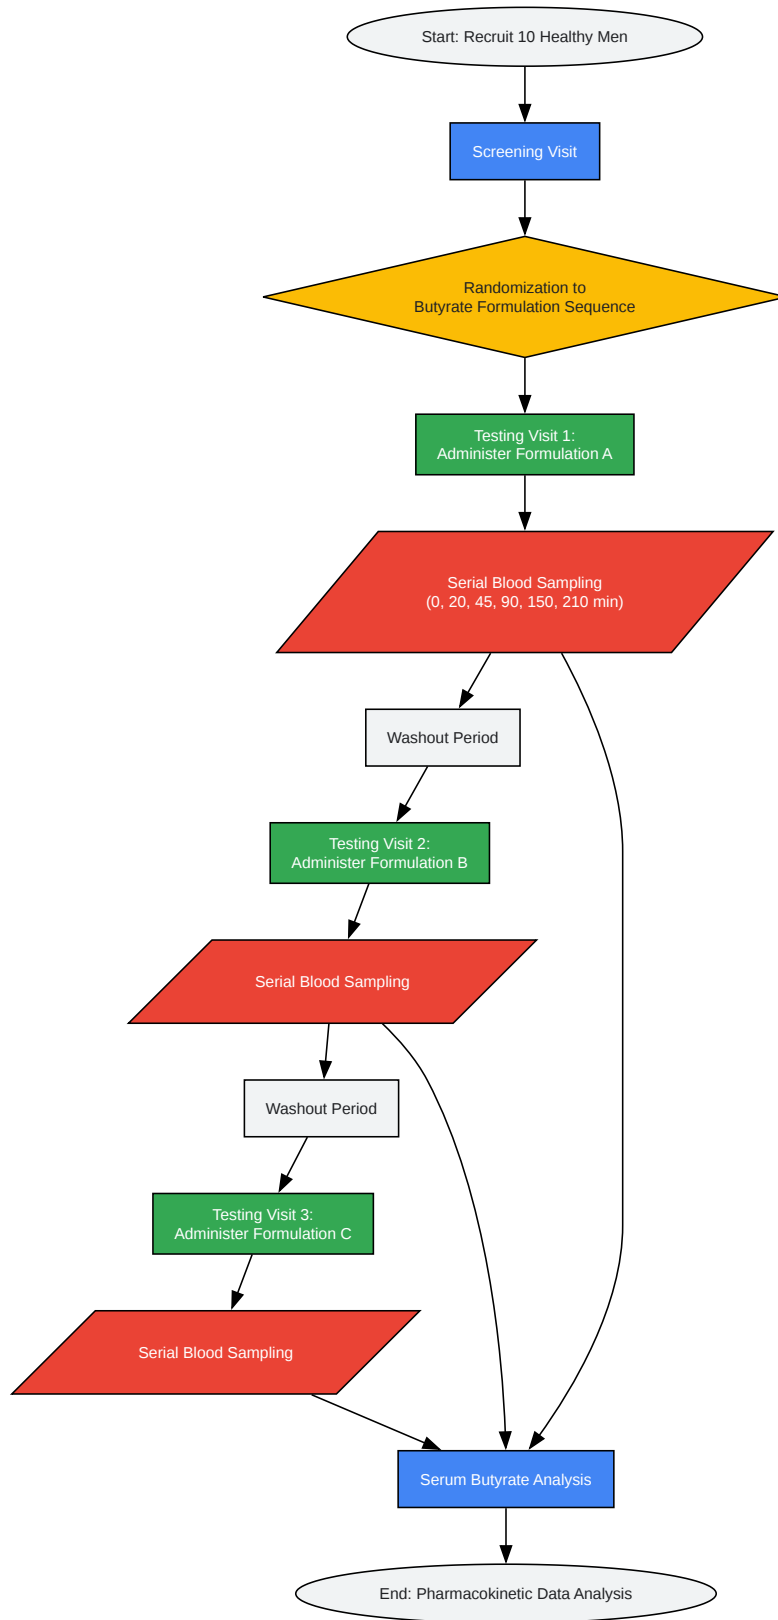 Start: Recruit 10 Healthy Men
Screening Visit
Randomization to
Butyrate Formulation Sequence
Testing Visit 1:
Administer Formulation A
Serial Blood Sampling
(0, 20, 45, 90, 150, 210 min)
Washout Period
Testing Visit 2:
Administer Formulation B
Serial Blood Sampling
Washout Period
Testing Visit 3:
Administer Formulation C
Serial Blood Sampling
Serum Butyrate Analysis
End: Pharmacokinetic Data Analysis